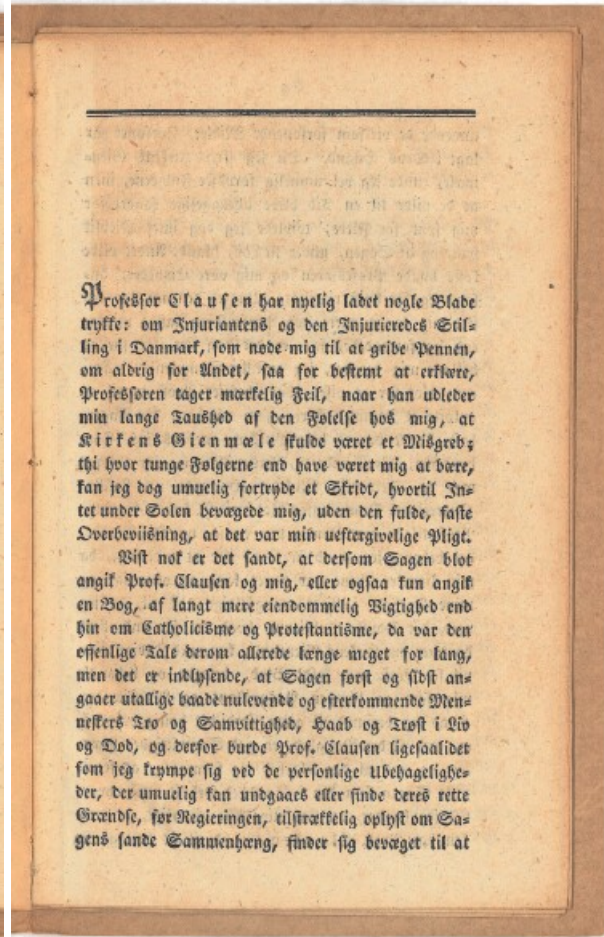 Professor Clausen har nyelig ladet nogle Blade
trykke: om Injuriantens og den Injurieredes Stil-
ling i Danmark, som nøde mig til at gribe Pennen,
om aldrig for Andet, saa for bestemt at erklære,
Professoren tager mærkelig Feil, naar han udleder
min lange Taushed af den Følelse hos mig, at
Kirkens Gienmæle skulde været et Misgreb;
thi hvor tunge Følgerne end have været mig at bære,
kan jeg dog umuelig fortryde et Skridt, hvortil In-
tet under Solen bevægede mig, uden den fulde, faste
Overbeviisning, at det var min ueftergivelige Pligt.
Vist nok er det sandt, at dersom Sagen blot
angik Prof. Clausen og mig, eller ogsaa kun angik
en Bog, af langt mere eiendommelig Vigtighed end
hin om Catholicisme og Protestantisme, da var den
offenlige Tale derom allerede længe meget for lang,
men det er indlysende, at Sagen først og sidst an-
gaaer utallige baade nulevende og efterkommende Men-
neskers Tro og Samvittighed, Haab og Trøst i Liv
og Død, og derfor burde Prof. Clausen ligesaalidet
som jeg krympe sig ved de personlige Ubehagelighe-
der, der umuelig kan undgaaes eller finde deres rette
Grændse, før Regieringen, tilstrækkelig oplyst om Sa-
gens sande Sammenhæng, finder sig bevæget til at